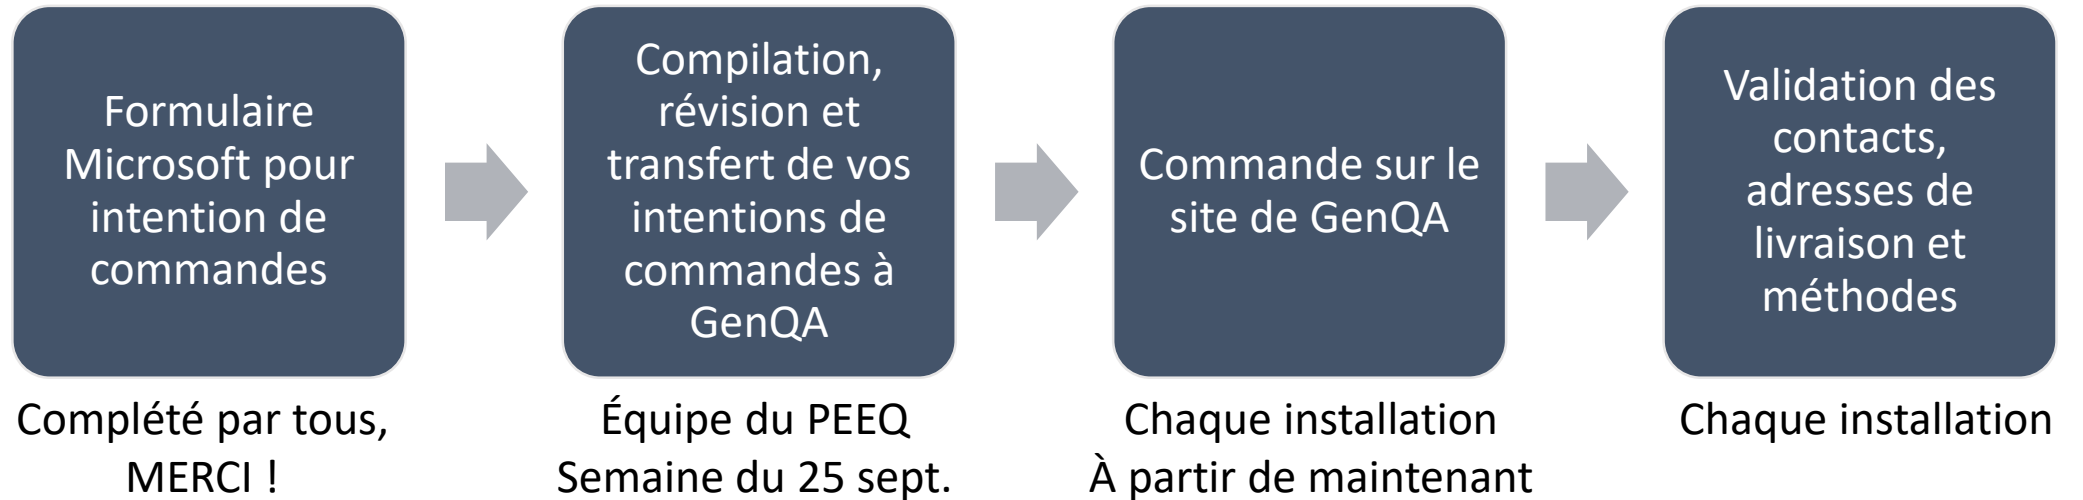 Formulaire
Microsoft pour
intention de
commandes
Complété par tous,
MERCI !
Compilation,
révision et
transfert de vos
intentions de
commandes à
GenQA
Équipe du PEEQ
Semaine du 25 sept.
Commande sur le
site de GenQA
Chaque installation
À partir de maintenant
Validation des
contacts,
adresses de
livraison et
méthodes
Chaque installation